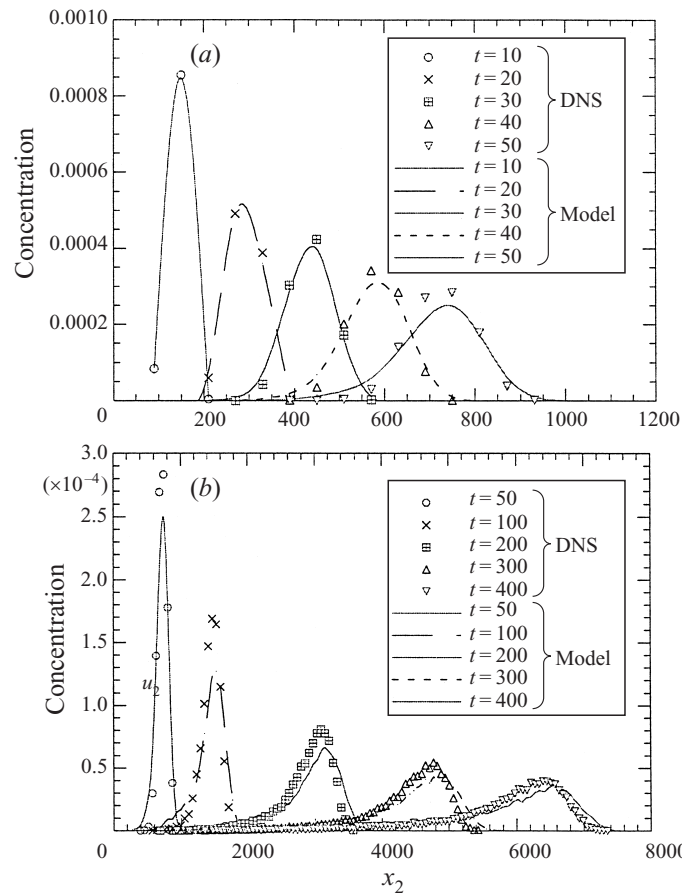 0.0010
(a)
t = 10
t = 20
t = 30
t = 40
t = 50
DNS
t = 10
t = 20
t = 30
t = 40
t = 50
Model
0.0008
0.0006
0.0004
0.0002
0
Concentration
200
400
600
800
1000
1200
3.0
(×10⁻⁴)
(b)
t = 50
t = 100
t = 200
t = 300
t = 400
DNS
t = 50
t = 100
t = 200
t = 300
t = 400
Model
2.5
2.0
1.5
1.0
0.5
0
Concentration
u₂
2000
4000
6000
8000
x₂